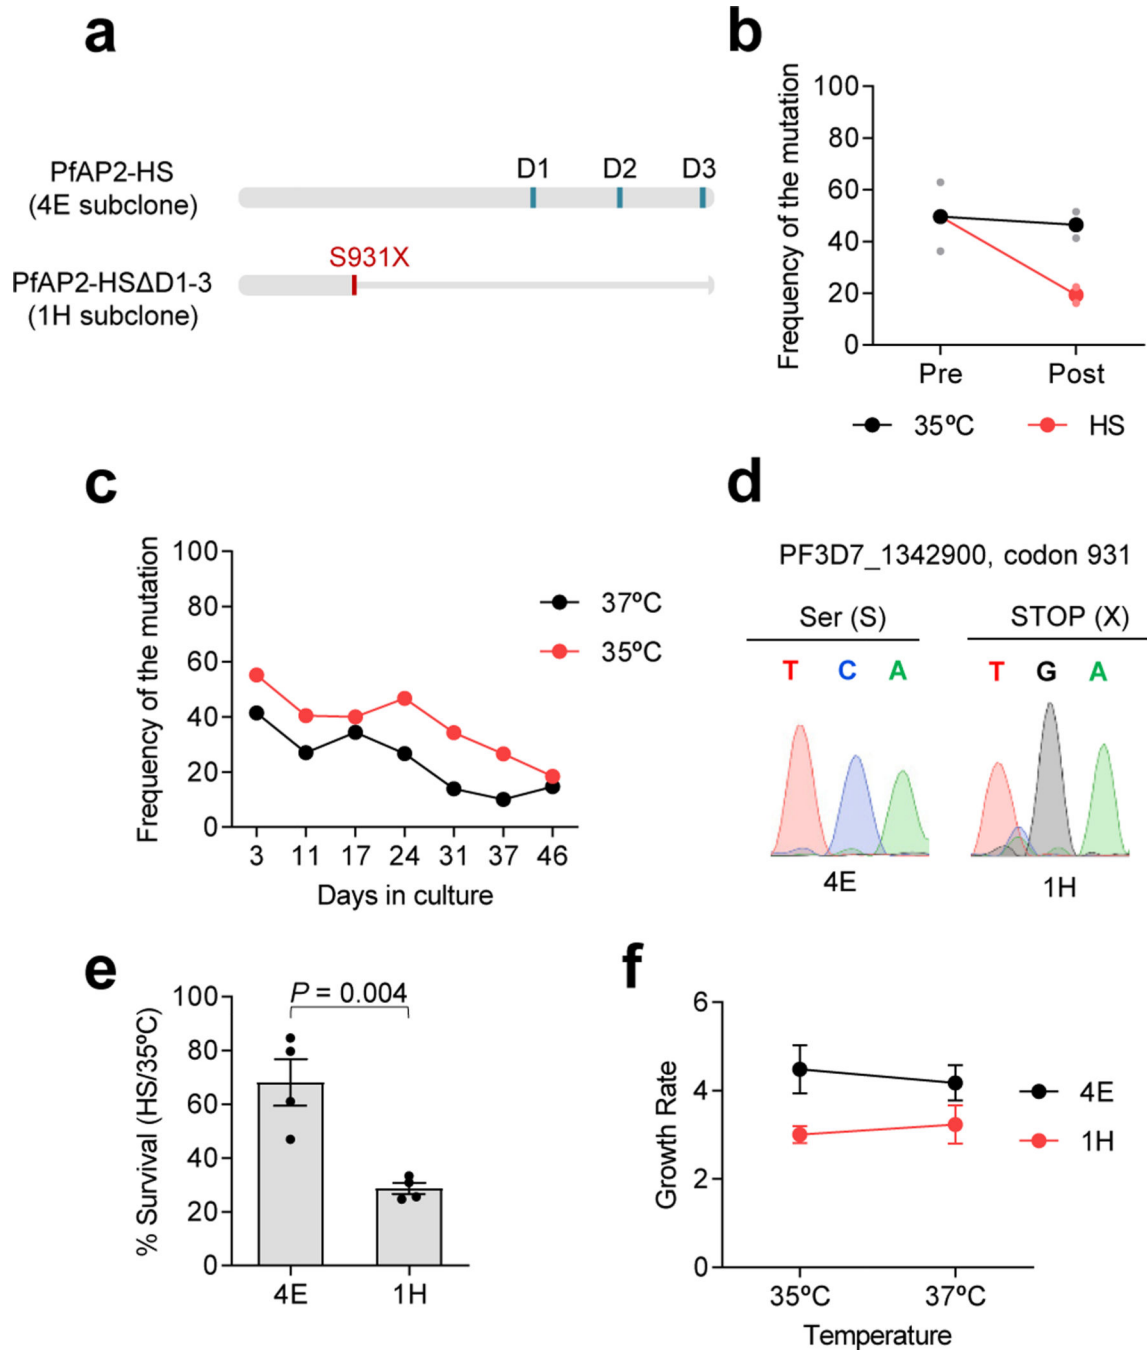 a
PfAP2-HS
(4E subclone)
D1 D2 D3
S931X
PfAP2-HSΔD1-3
(1H subclone)
b
Frequency of the mutation
100
80
60
40
20
0
Pre Post
35ºC HS
c
Frequency of the mutation
100
80
60
40
20
0
3 11 17 24 31 37 46
Days in culture
37ºC
35ºC
d
PF3D7_1342900, codon 931
Ser (S) STOP (X)
T C A T G A
4E 1H
e
% Survival (HS/35ºC)
100
80
60
40
20
0
P = 0.004
4E 1H
f
Growth Rate
6
4
2
0
35ºC 37ºC
Temperature
4E
1H